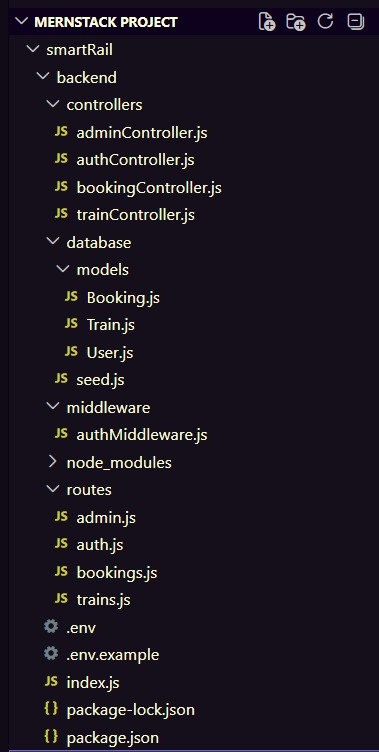 MERNSTACK PROJECT
smartRail
backend
controllers
JS adminController.js
JS authController.js
JS bookingController.js
JS trainController.js
database
models
JS Booking.js
JS Train.js
JS User.js
JS seed.js
middleware
JS authMiddleware.js
node_modules
routes
JS admin.js
JS auth.js
JS bookings.js
JS trains.js
.env
.env.example
JS index.js
{ } package-lock.json
{ } package.json